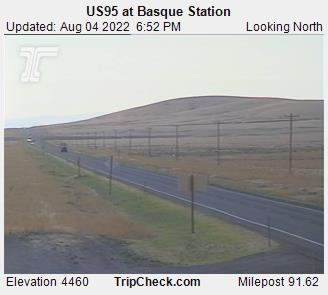 US95 at Basque Station
Updated: Aug 04 2022 6:52 PM Looking North
Elevation 4460 TripCheck.com Milepost 91.62